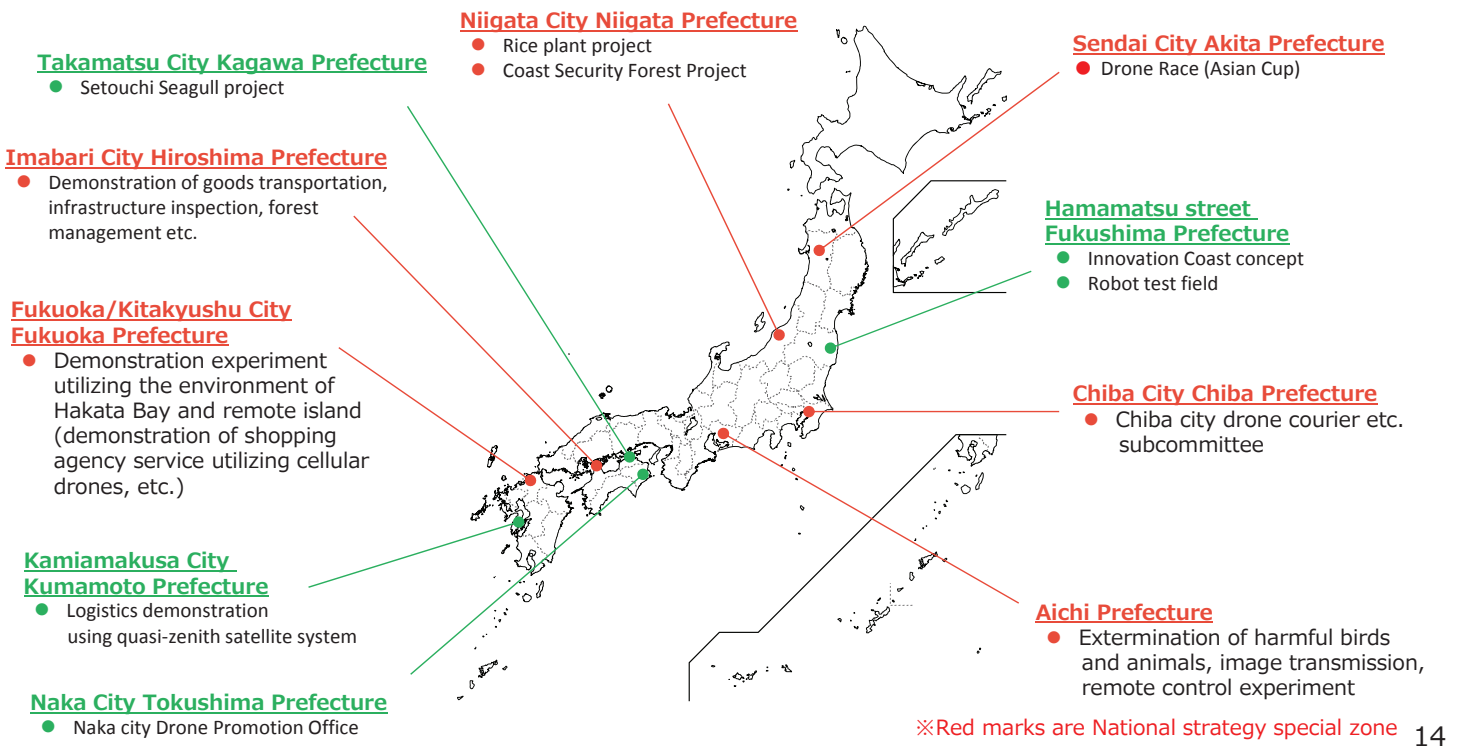 Niigata City Niigata Prefecture
● Rice plant project
● Coast Security Forest Project
Takamatsu City Kagawa Prefecture
● Setouchi Seagull project
Sendai City Akita Prefecture
● Drone Race (Asian Cup)
Imabari City Hiroshima Prefecture
● Demonstration of goods transportation,
infrastructure inspection, forest
management etc.
Hamamatsu street
Fukushima Prefecture
● Innovation Coast concept
● Robot test field
Fukuoka/Kitakyushu City
Fukuoka Prefecture
● Demonstration experiment
utilizing the environment of
Hakata Bay and remote island
(demonstration of shopping
agency service utilizing cellular
drones, etc.)
Chiba City Chiba Prefecture
● Chiba city drone courier etc.
subcommittee
Kamiamakusa City
Kumamoto Prefecture
● Logistics demonstration
using quasi-zenith satellite system
Aichi Prefecture
● Extermination of harmful birds
and animals, image transmission,
remote control experiment
Naka City Tokushima Prefecture
● Naka city Drone Promotion Office
※Red marks are National strategy special zone
14